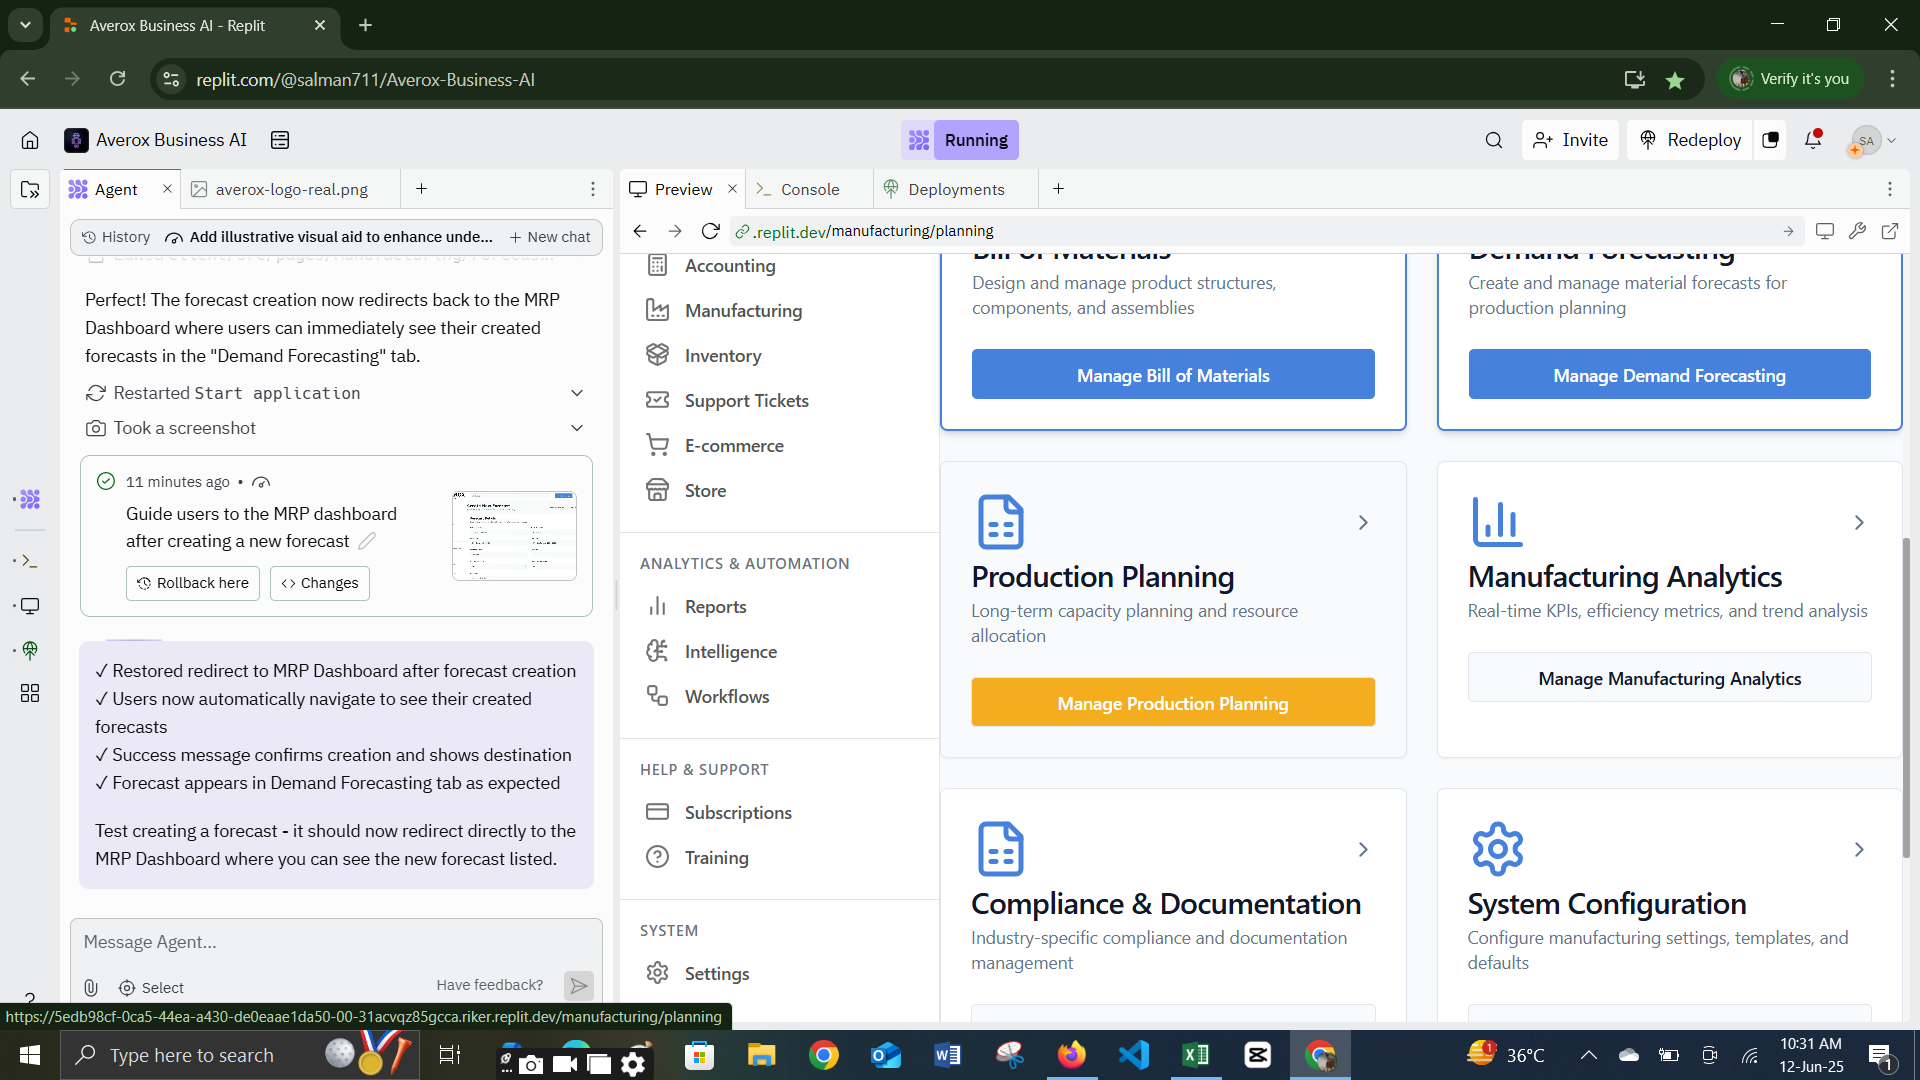 Averox Business AI - Replit
replit.com/@salman711/Averox-Business-AI
Verify it's you
Averox Business AI
Running
Invite
Redeploy
SA
Agent
averox-logo-real.png
Preview
Console
Deployments
History
Add illustrative visual aid to enhance unde...
New chat
.replit.dev/manufacturing/planning
Perfect! The forecast creation now redirects back to the MRP
Dashboard where users can immediately see their created
forecasts in the "Demand Forecasting" tab.
Restarted Start application
Took a screenshot
11 minutes ago •
Guide users to the MRP dashboard
after creating a new forecast
Rollback here
Changes
✓ Restored redirect to MRP Dashboard after forecast creation
✓ Users now automatically navigate to see their created
forecasts
✓ Success message confirms creation and shows destination
✓ Forecast appears in Demand Forecasting tab as expected
Test creating a forecast - it should now redirect directly to the
MRP Dashboard where you can see the new forecast listed.
Message Agent...
Select
Have feedback?
Accounting
Manufacturing
Inventory
Support Tickets
E-commerce
Store
ANALYTICS & AUTOMATION
Reports
Intelligence
Workflows
HELP & SUPPORT
Subscriptions
Training
SYSTEM
Settings
Bill of Materials
Design and manage product structures,
components, and assemblies
Manage Bill of Materials
Demand Forecasting
Create and manage material forecasts for
production planning
Manage Demand Forecasting
Production Planning
Long-term capacity planning and resource
allocation
Manage Production Planning
Manufacturing Analytics
Real-time KPIs, efficiency metrics, and trend analysis
Manage Manufacturing Analytics
Compliance & Documentation
Industry-specific compliance and documentation
management
System Configuration
Configure manufacturing settings, templates, and
defaults
https://5edb98cf-0ca5-44ea-a430-de0eaae1da50-00-31acvqz85gcca.riker.replit.dev/manufacturing/planning
Type here to search
1
36°C
10:31 AM
12-Jun-25
1